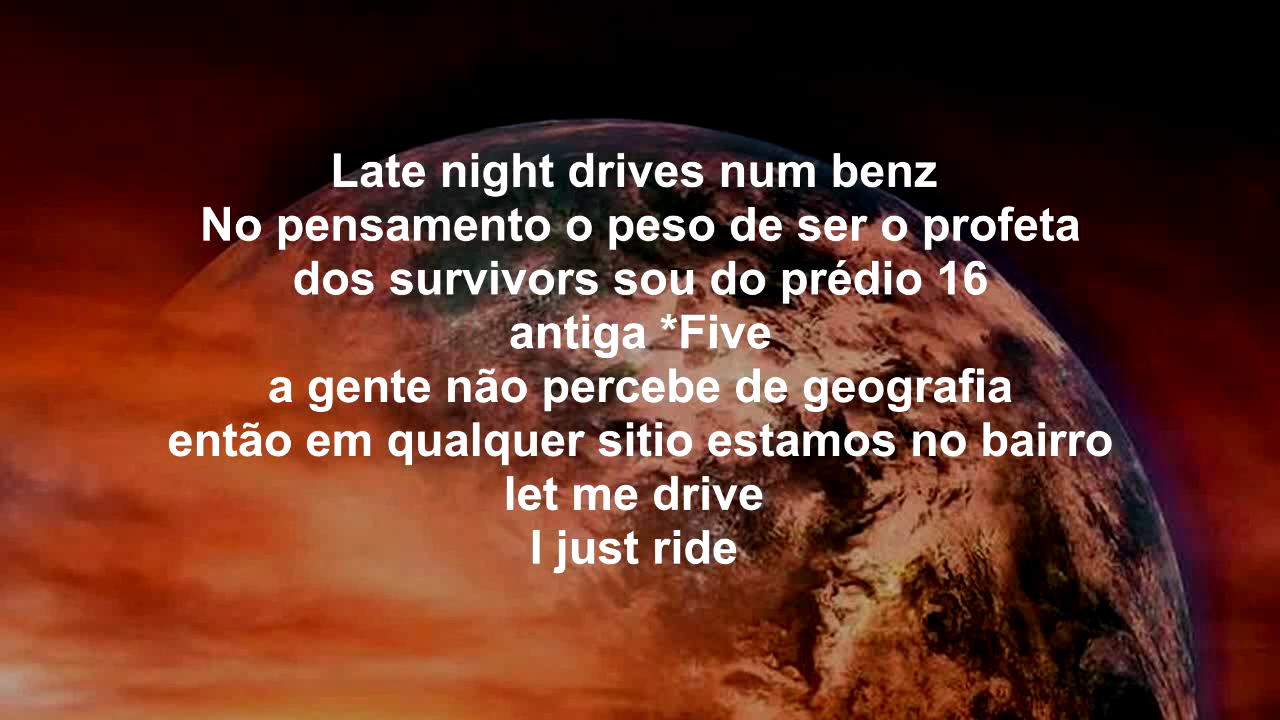 Late night drives num benz
No pensamento o peso de ser o profeta
dos survivors sou do prédio 16
antiga *Five
a gente não percebe de geografia
então em qualquer sitio estamos no bairro
let me drive
I just ride